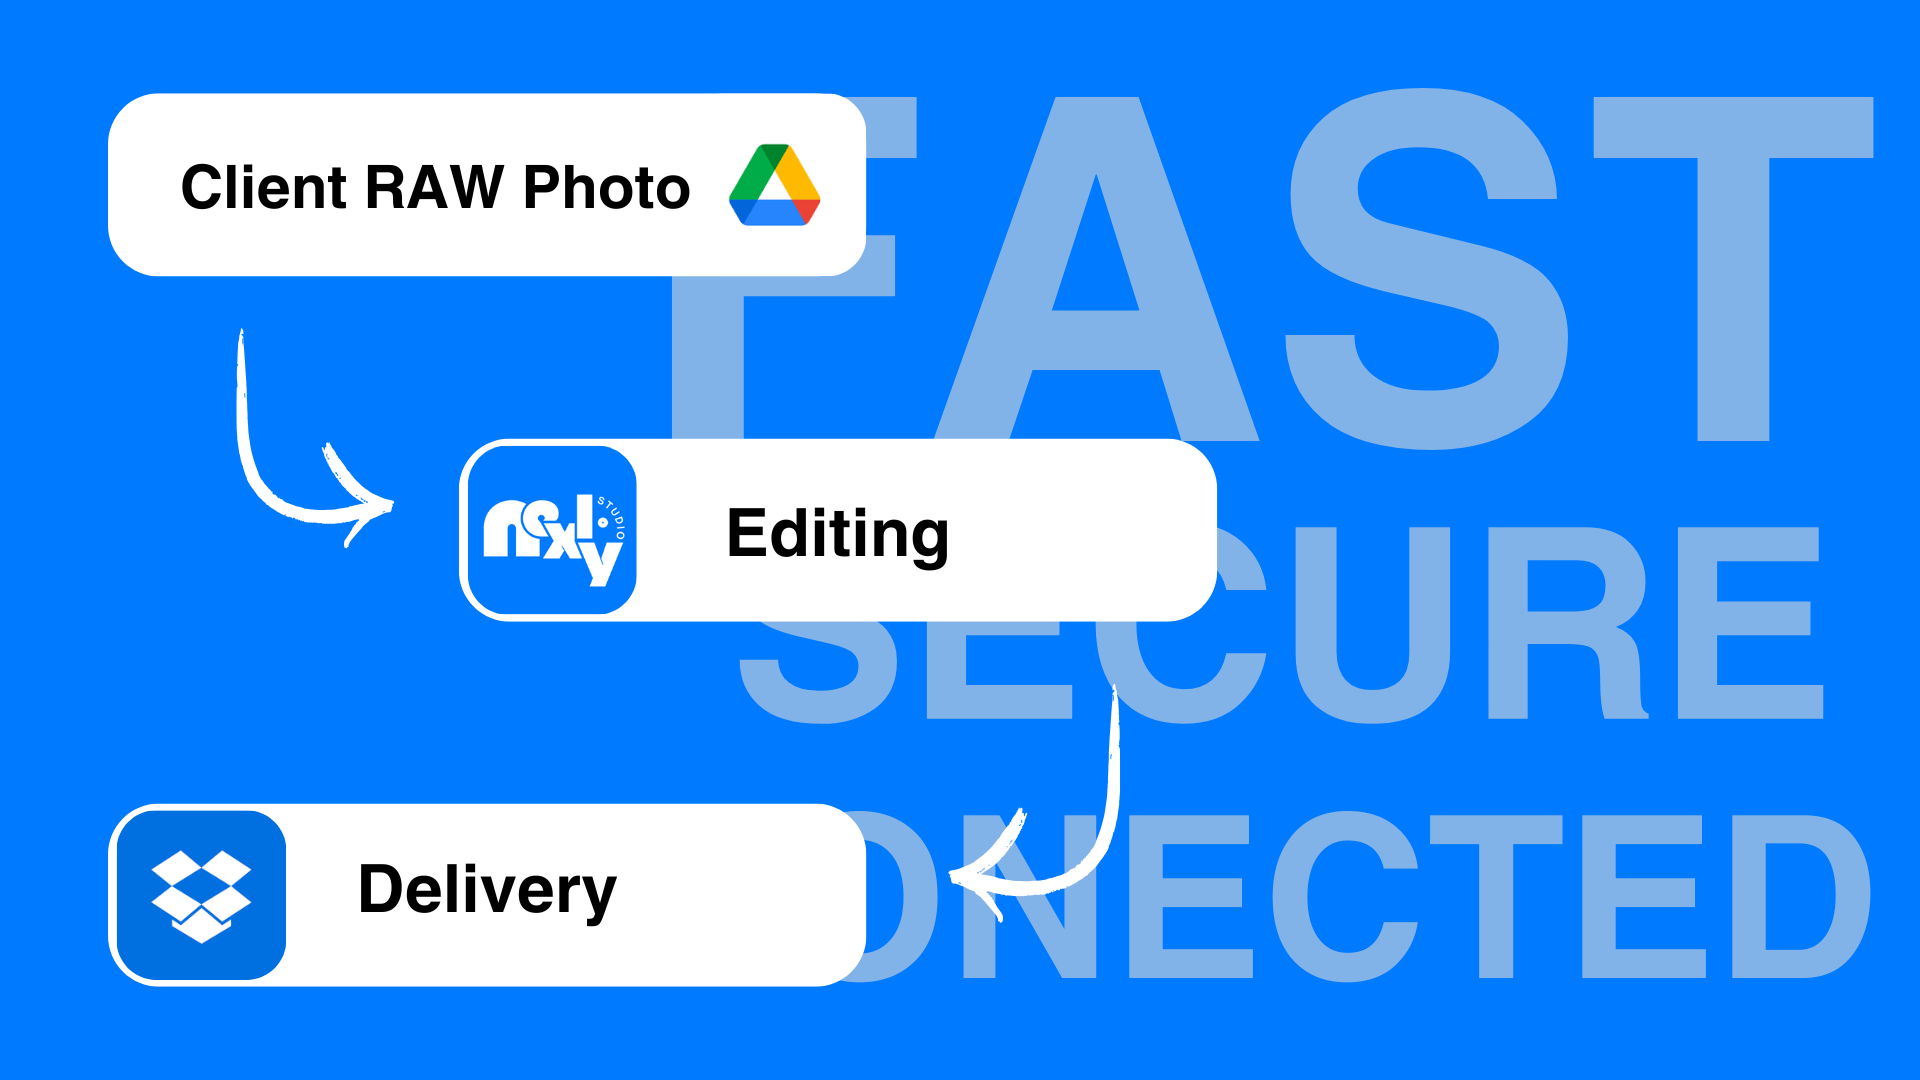 Client RAW Photo
FAST
nexly
STUDIO
Editing
SECURE
Delivery
ONECTED